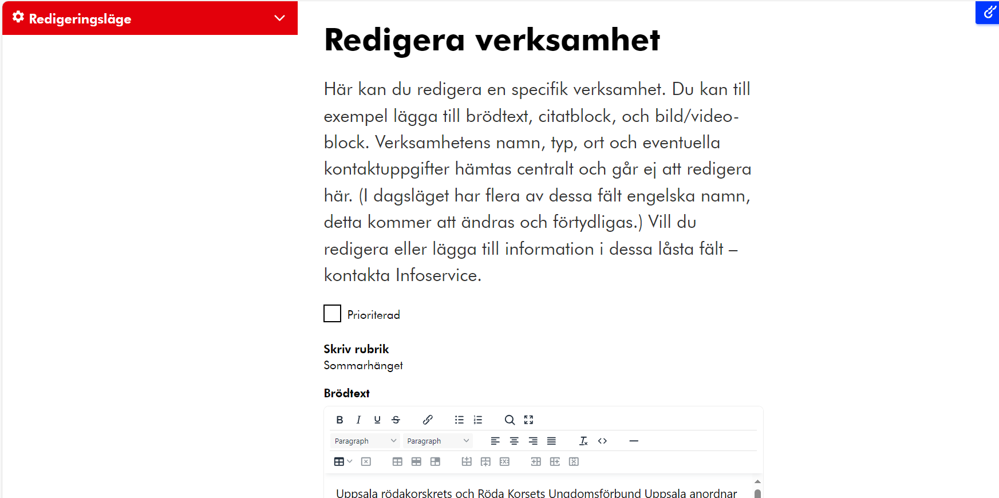 Redigeringsläge
Redigera verksamhet
Här kan du redigera en specifik verksamhet. Du kan till
exempel lägga till brödtext, citatblock, och bild/video-
block. Verksamhetens namn, typ, ort och eventuella
kontaktuppgifter hämtas centralt och går ej att redigera
här. (I dagsläget har flera av dessa fält engelska namn,
detta kommer att ändras och förtydligas.) Vill du
redigera eller lägga till information i dessa låsta fält –
kontakta Infoservice.
Prioriterad
Skriv rubrik
Sommarhänget
Brödtext
Paragraph Paragraph
Uppsala rödakorskrets och Röda Korsets Ungdomsförbund Uppsala anordnar